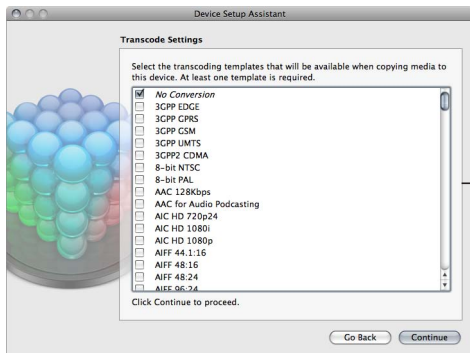 Device Setup Assistant
Transcode Settings
Select the transcoding templates that will be available when copying media to
this device. At least one template is required.
No Conversion
3GPP EDGE
3GPP GPRS
3GPP GSM
3GPP UMTS
3GPP2 CDMA
8-bit NTSC
8-bit PAL
AAC 128Kbps
AAC for Audio Podcasting
AIC HD 720p24
AIC HD 1080i
AIC HD 1080p
AIFF 44.1:16
AIFF 48:16
AIFF 48:24
AIFF 96:24
Click Continue to proceed.
Go Back
Continue